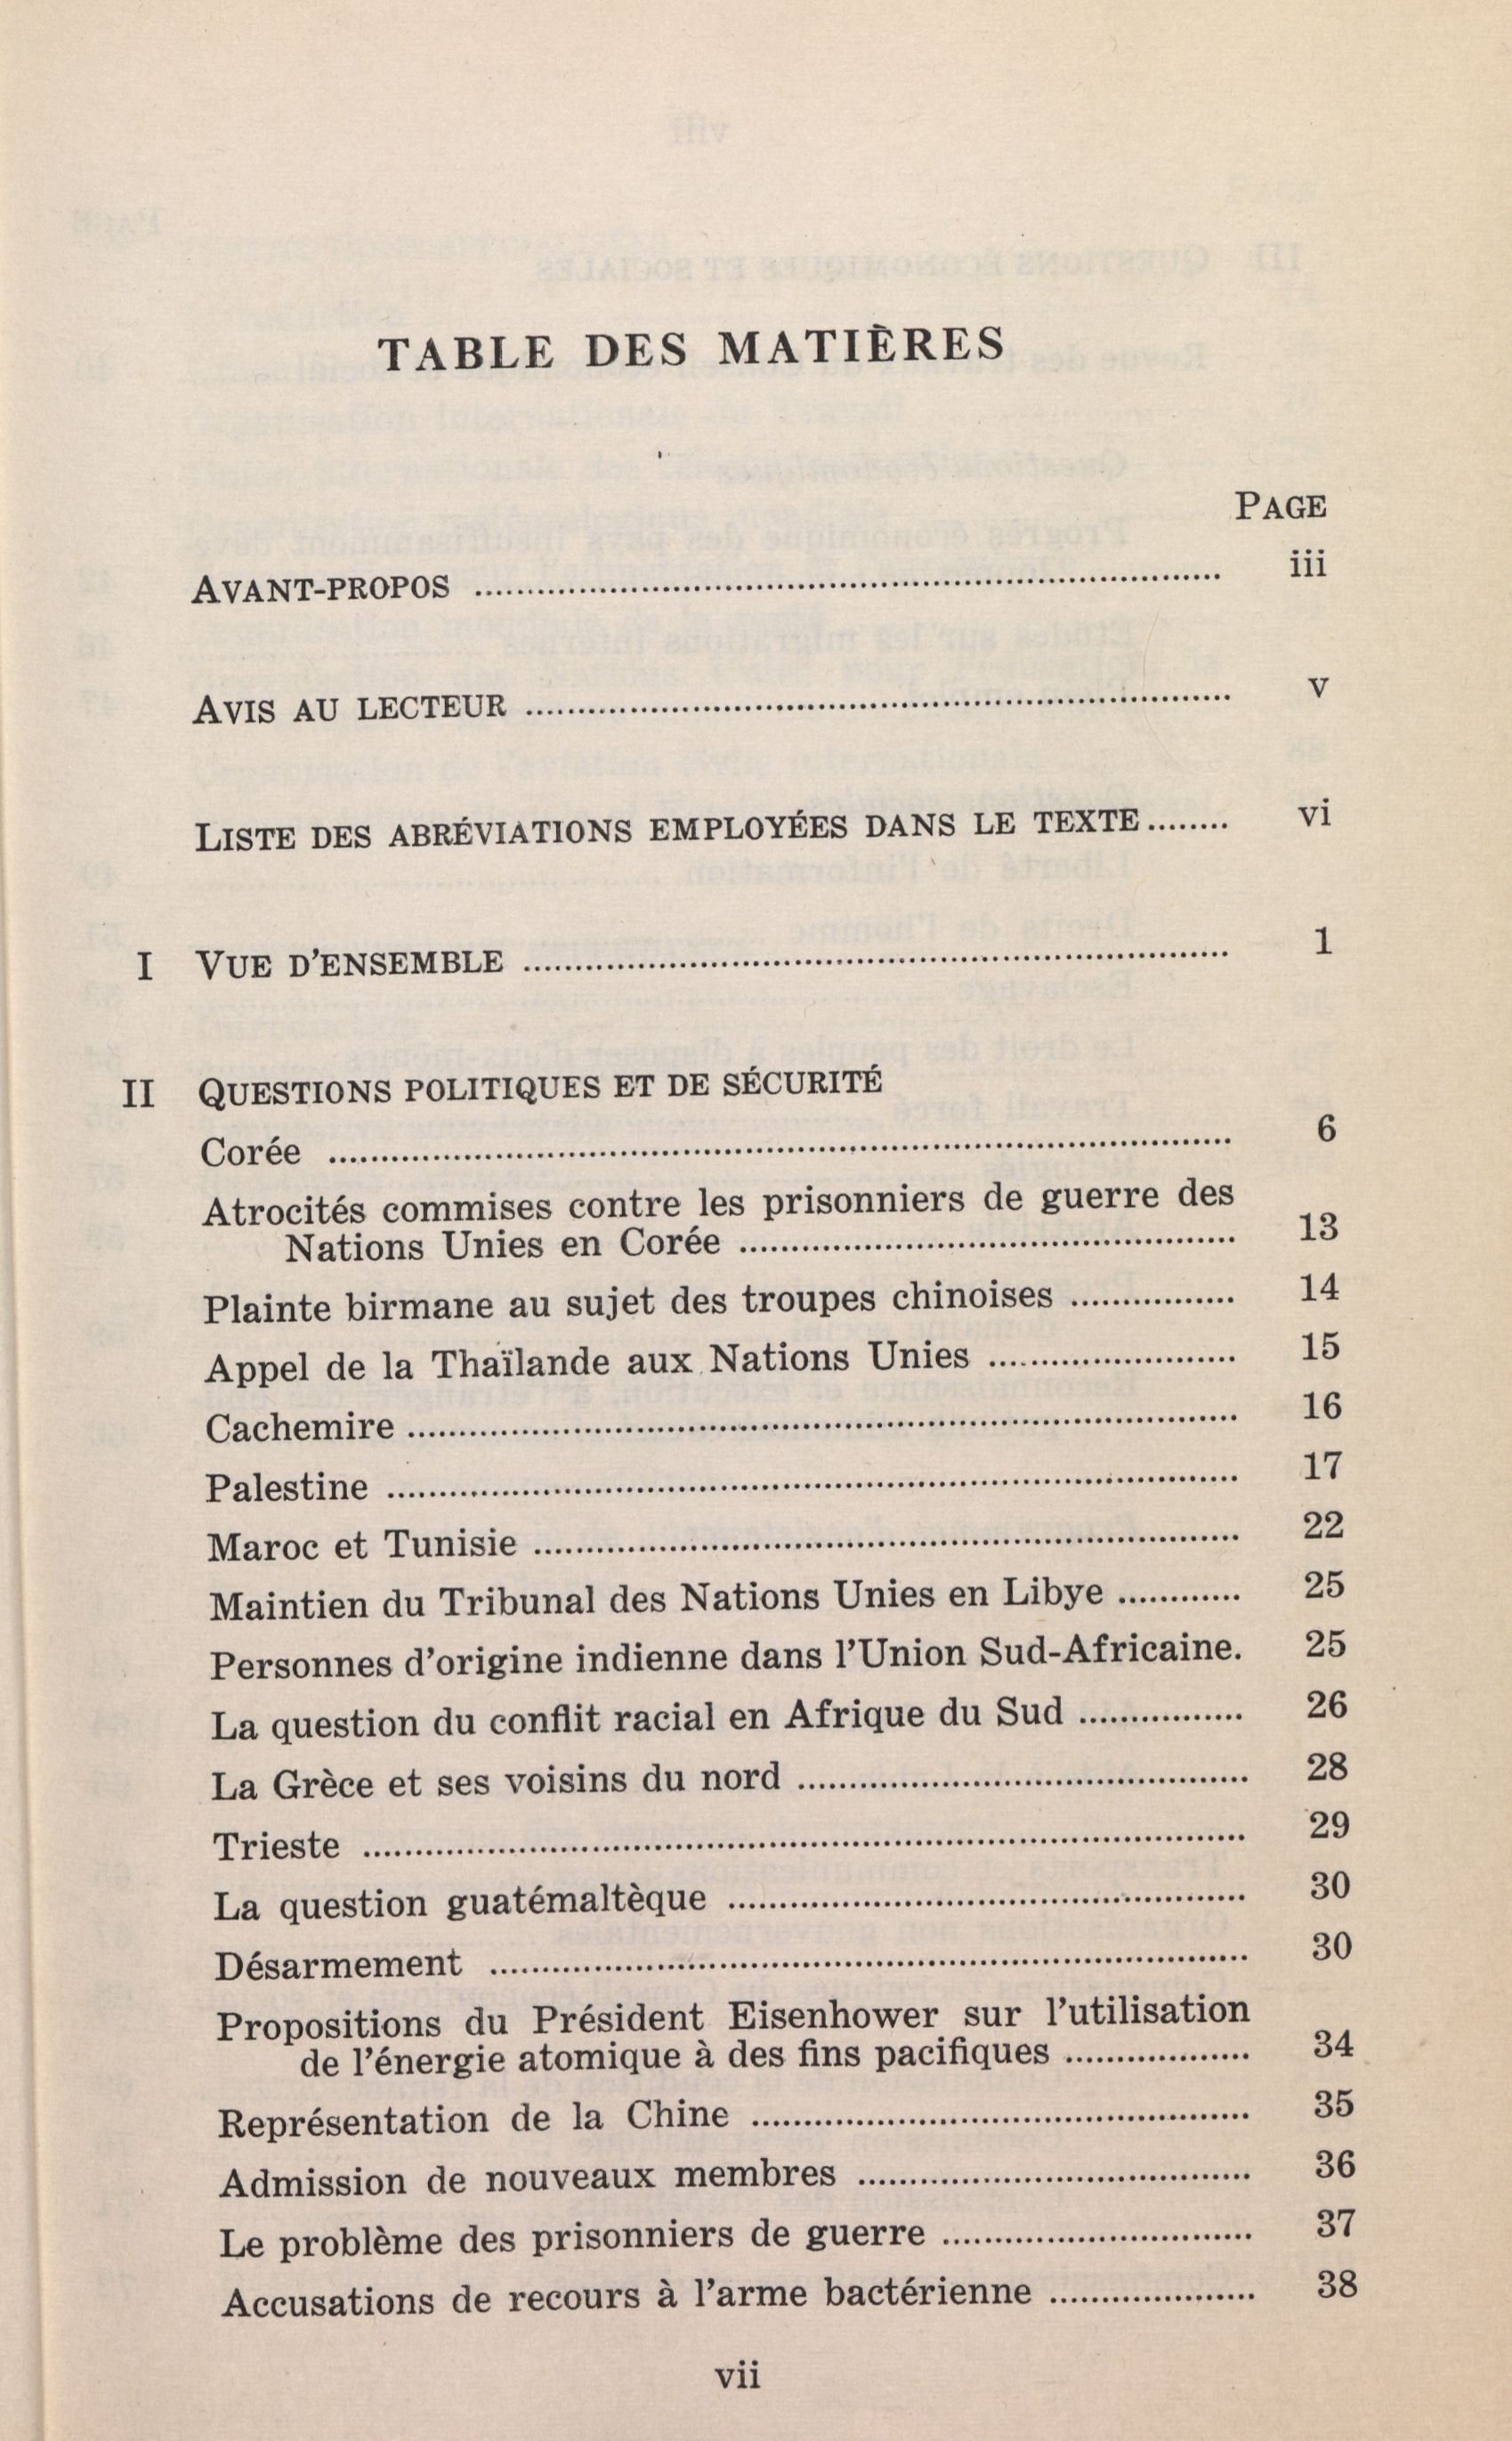 TABLE DES MATIÈRES
PAGE
AVANT-PROPOS ........ iii
AVIS AU LECTEUR ........ v
LISTE DES ABRÉVIATIONS EMPLOYÉES DANS LE TEXTE ........ vi
I VUE D'ENSEMBLE ........ 1
II QUESTIONS POLITIQUES ET DE SÉCURITÉ
Corée ........ 6
Atrocités commises contre les prisonniers de guerre des
Nations Unies en Corée ........ 13
Plainte birmane au sujet des troupes chinoises ........ 14
Appel de la Thaïlande aux Nations Unies ........ 15
Cachemire ........ 16
Palestine ........ 17
Maroc et Tunisie ........ 22
Maintien du Tribunal des Nations Unies en Libye ........ 25
Personnes d'origine indienne dans l'Union Sud-Africaine. 25
La question du conflit racial en Afrique du Sud ........ 26
La Grèce et ses voisins du nord ........ 28
Trieste ........ 29
La question guatémaltèque ........ 30
Désarmement ........ 30
Propositions du Président Eisenhower sur l'utilisation
de l'énergie atomique à des fins pacifiques ........ 34
Représentation de la Chine ........ 35
Admission de nouveaux membres ........ 36
Le problème des prisonniers de guerre ........ 37
Accusations de recours à l'arme bactérienne ........ 38
vii